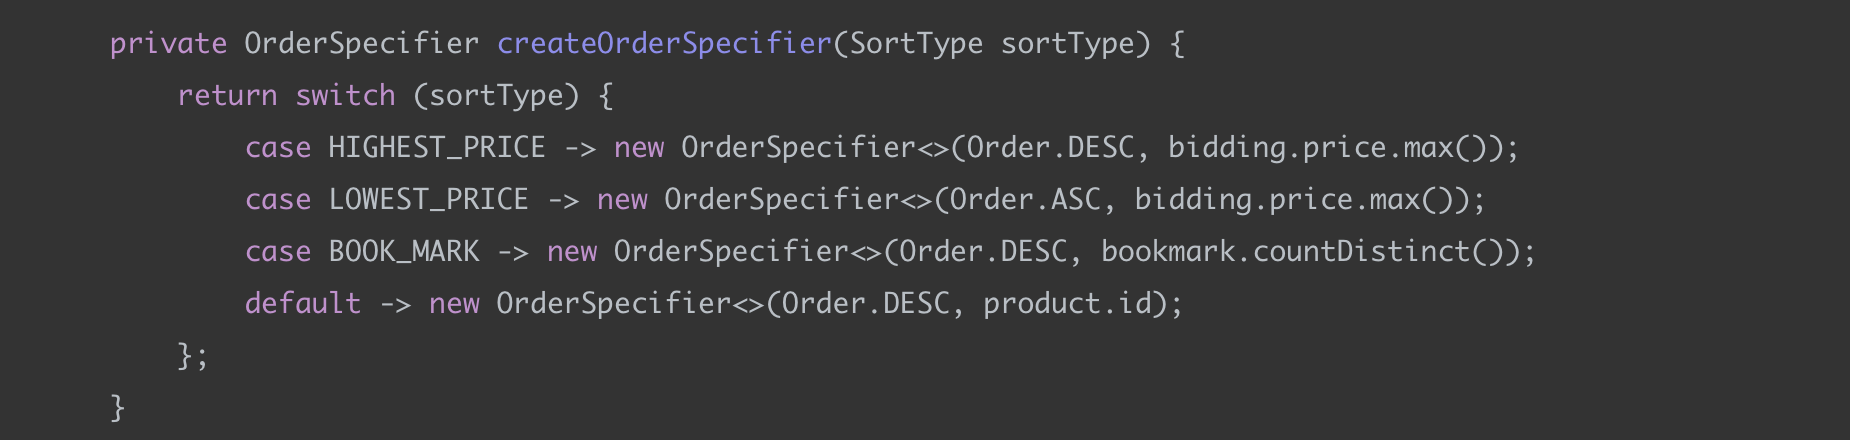 private OrderSpecifier createOrderSpecifier(SortType sortType) {
    return switch (sortType) {
        case HIGHEST_PRICE -> new OrderSpecifier<>(Order.DESC, bidding.price.max());
        case LOWEST_PRICE -> new OrderSpecifier<>(Order.ASC, bidding.price.max());
        case BOOK_MARK -> new OrderSpecifier<>(Order.DESC, bookmark.countDistinct());
        default -> new OrderSpecifier<>(Order.DESC, product.id);
    };
}